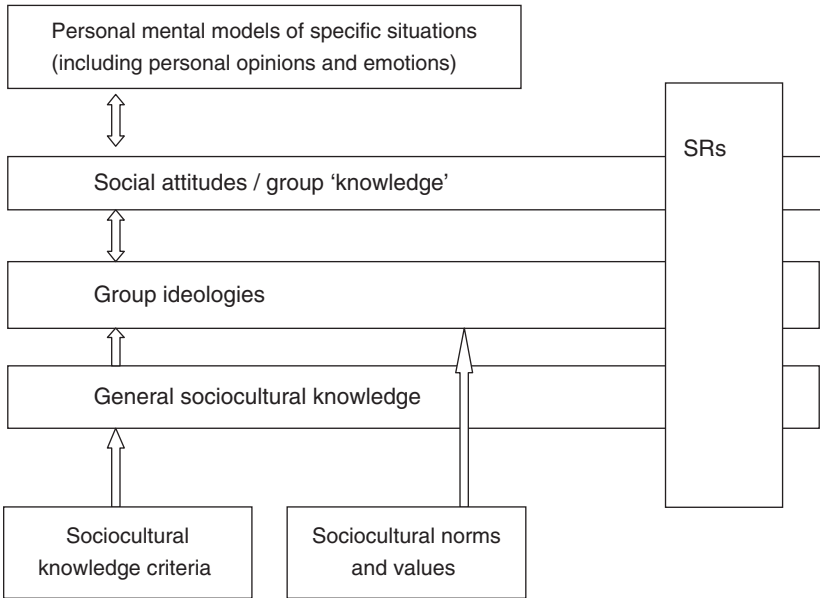 Personal mental models of specific situations
(including personal opinions and emotions)
SRs
Social attitudes / group ‘knowledge’
Group ideologies
General sociocultural knowledge
Sociocultural
knowledge criteria
Sociocultural norms
and values